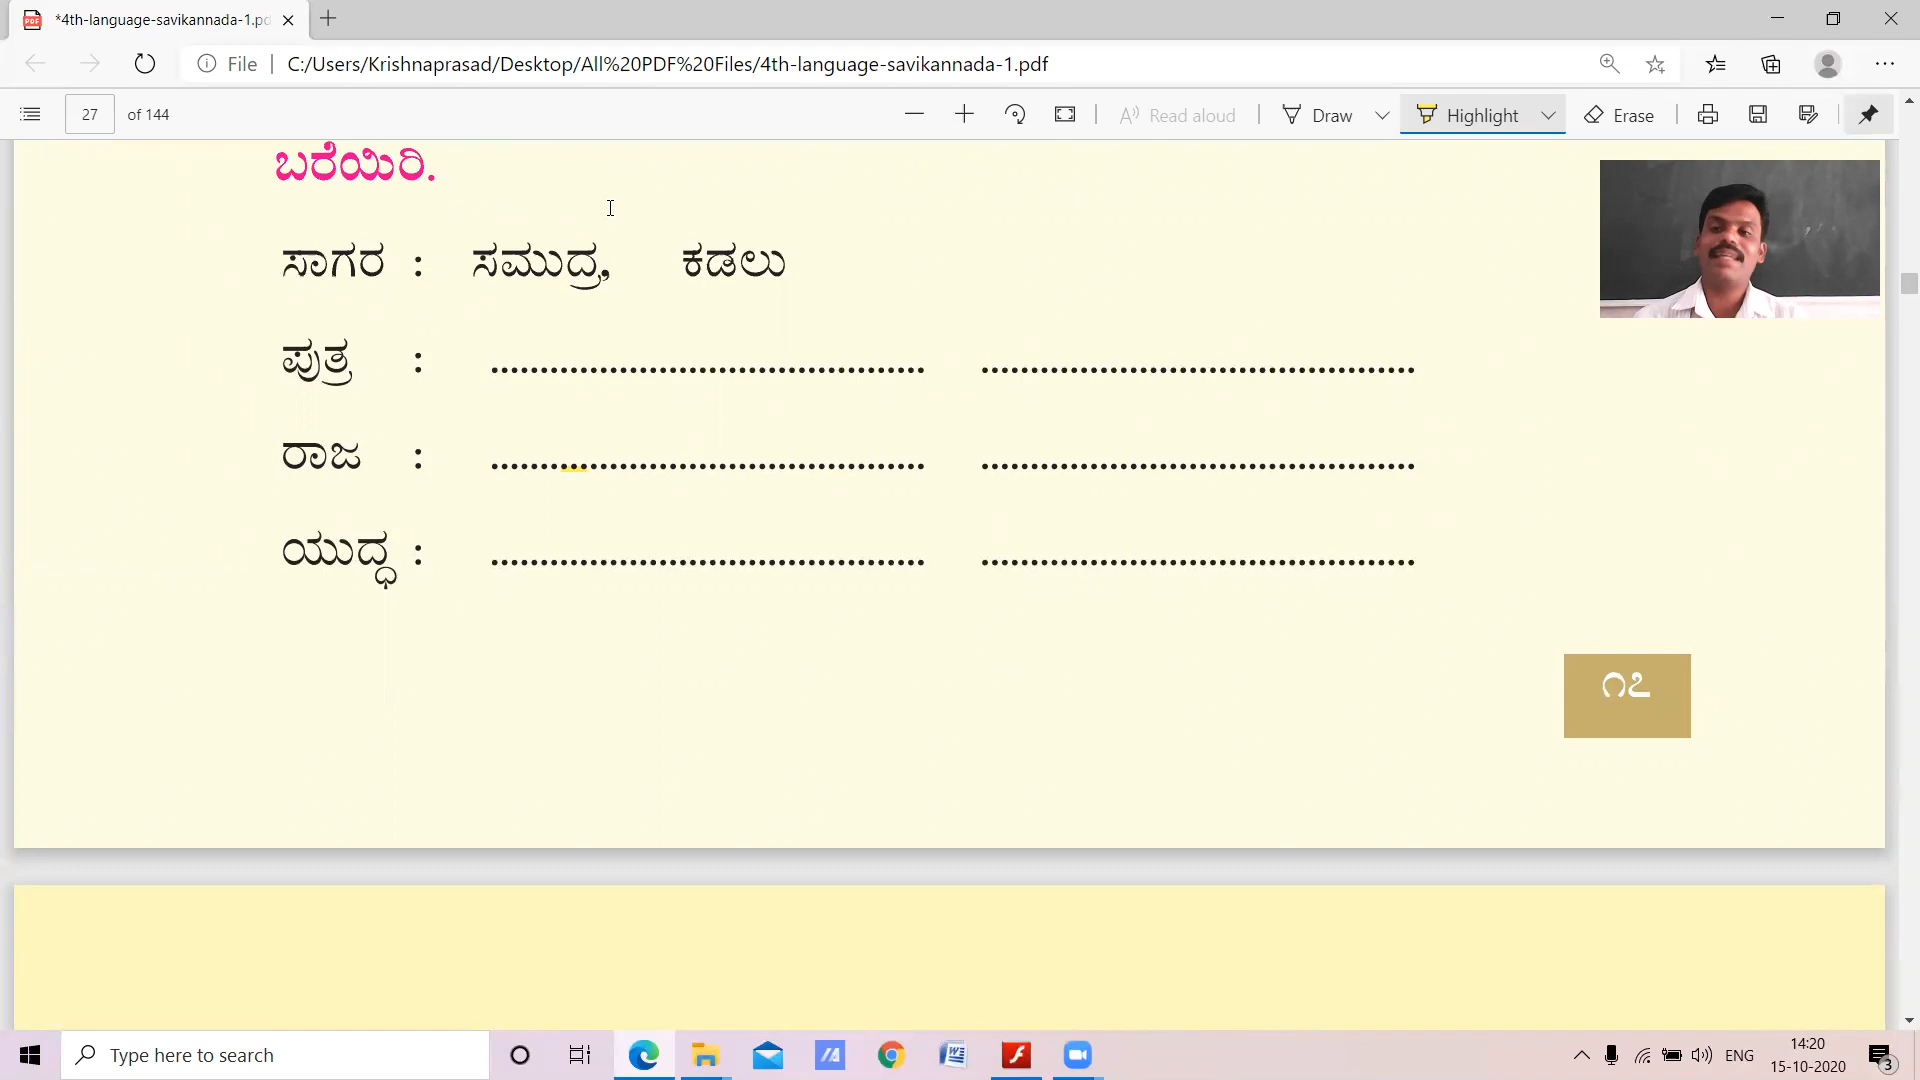 *4th-language-savikannada-1.pd
File | C:/Users/Krishnaprasad/Desktop/All%20PDF%20Files/4th-language-savikannada-1.pdf
27 of 144 Read aloud Draw Highlight Erase
ಬರೆಯಿರಿ.
ಸಾಗರ : ಸಮುದ್ರ, ಕಡಲು
ಪುತ್ರ : ............................................ ............................................
ರಾಜ : ............................................ ............................................
ಯುದ್ಧ : ............................................ ............................................
೧೭
Type here to search
ENG
14:20
15-10-2020
3